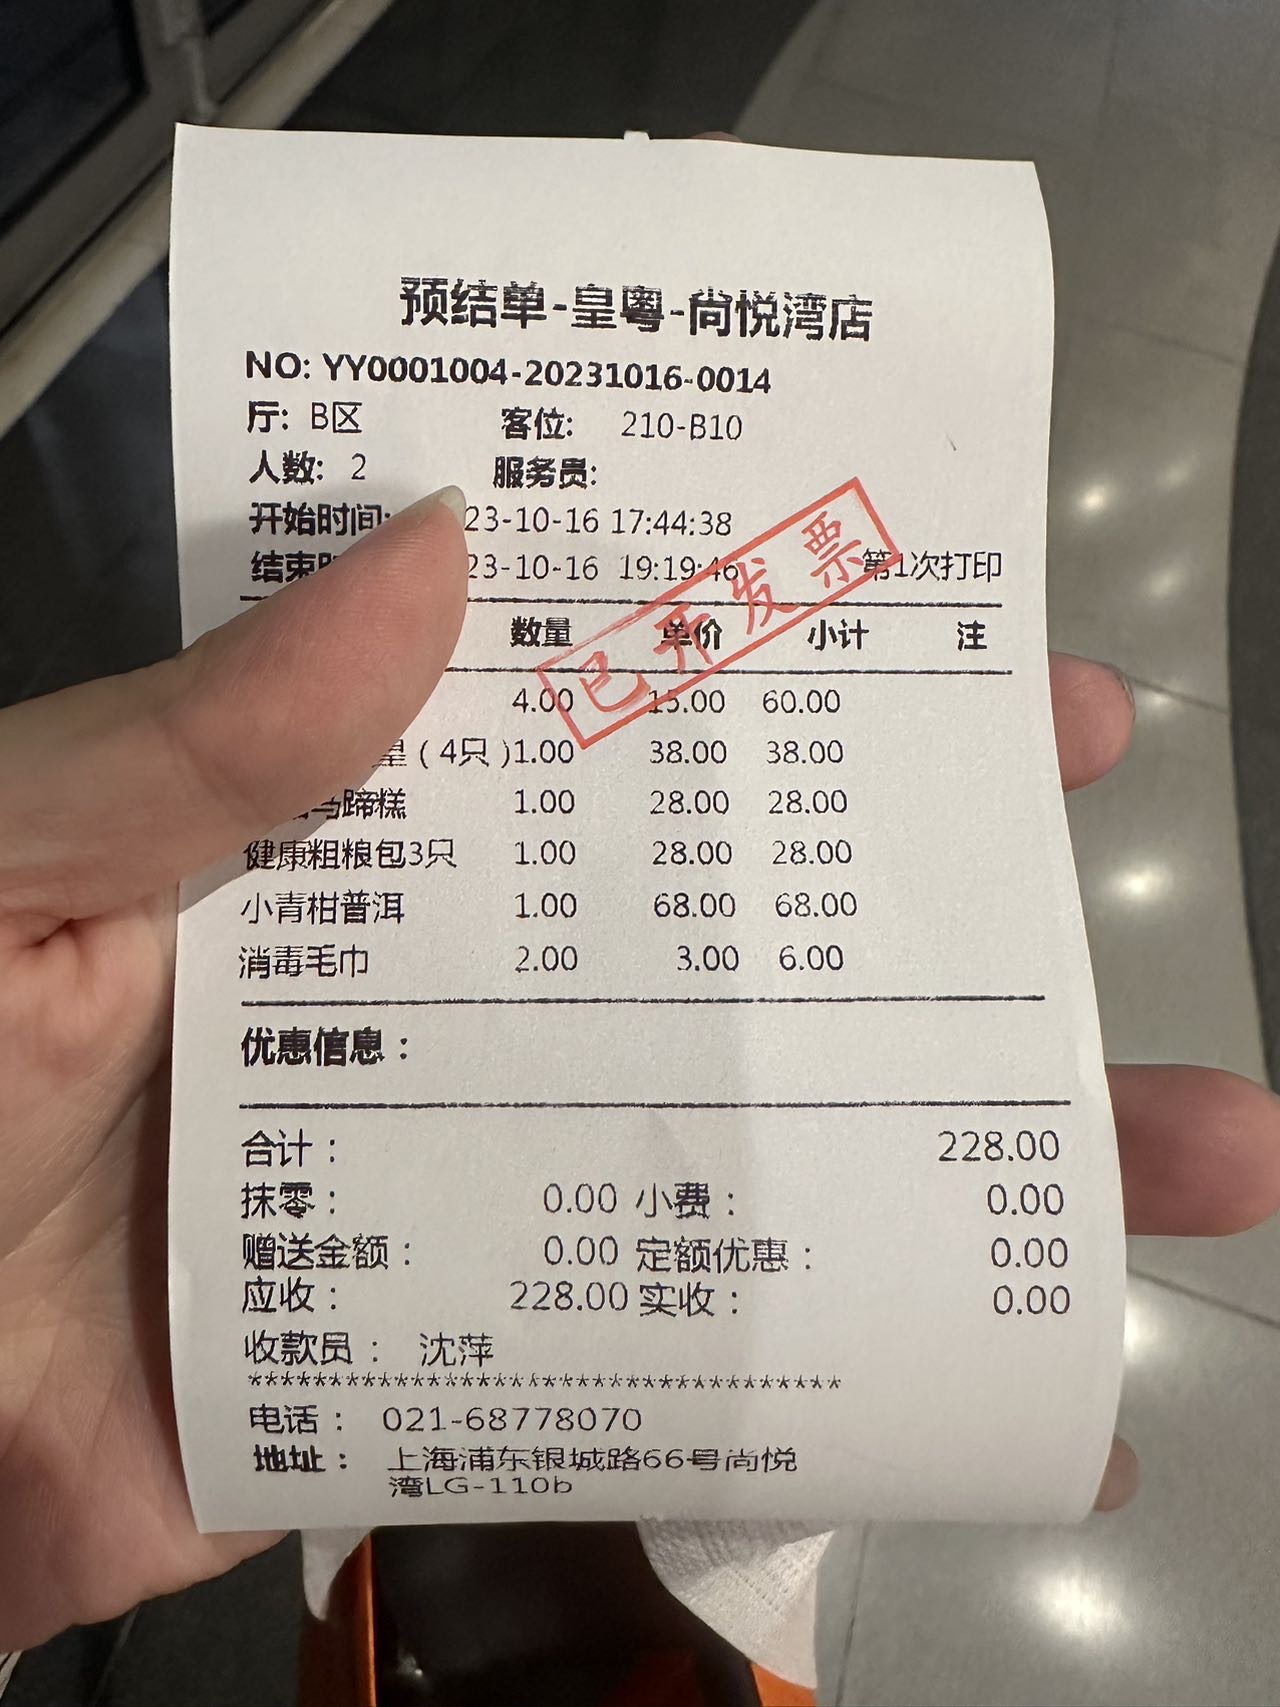 预结单-皇粤-尚悦湾店
NO: YY0001004-20231016-0014
厅: B区 客位: 210-B10
人数: 2 服务员:
开始时间: 23-10-16 17:44:38
结束 23-10-16 19:19:46 第1次打印
已开发票
数量 单价 小计 注
4.00 15.00 60.00
皇 ( 4只 ) 1.00 38.00 38.00
马蹄糕 1.00 28.00 28.00
健康粗粮包3只 1.00 28.00 28.00
小青柑普洱 1.00 68.00 68.00
消毒毛巾 2.00 3.00 6.00
优惠信息：
合计： 228.00
抹零： 0.00 小费： 0.00
赠送金额： 0.00 定额优惠： 0.00
应收： 228.00 实收： 0.00
收款员： 沈萍
*************************************
电话： 021-68778070
地址： 上海浦东银城路66号尚悦
湾LG-110b